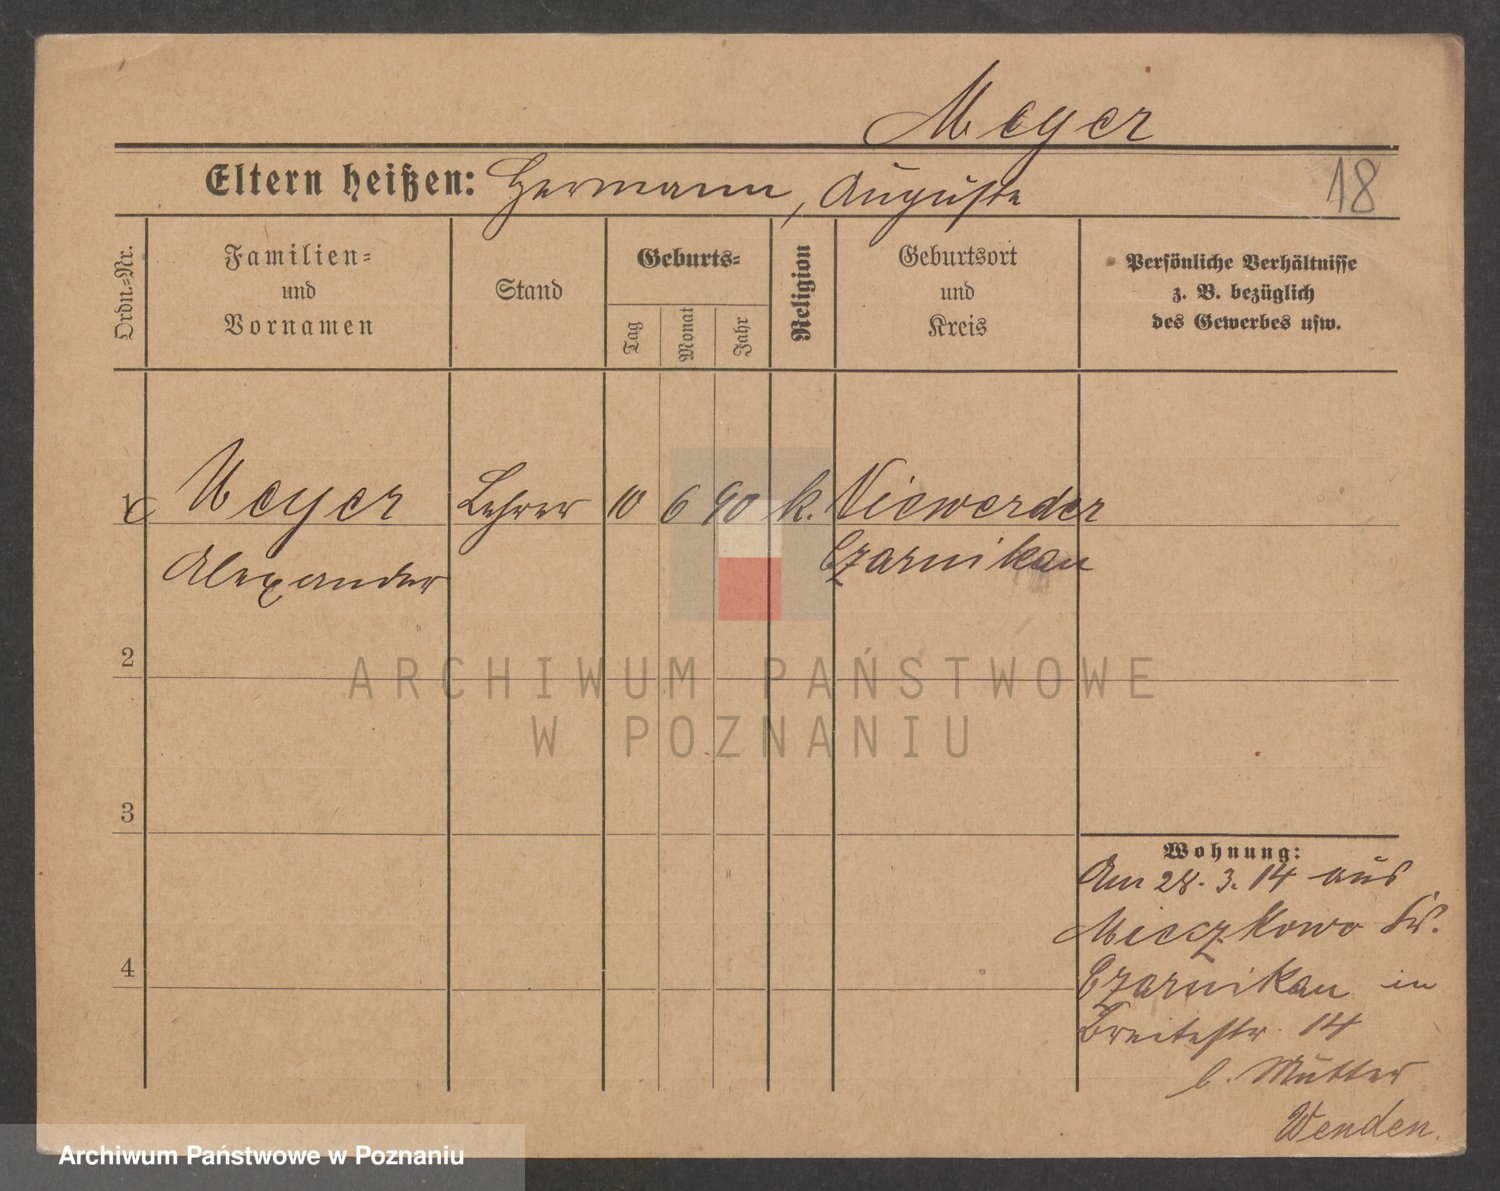 Meyer
Eltern heißen: Hermann, Auguste
18
Ordn.-Nr.
Familien-
und
Vornamen
Stand
Geburts-
Tag
Monat
Jahr
Religion
Geburtsort
und
Kreis
Persönliche Verhältnisse
z. B. bezüglich
des Gewerbes usw.
1 Meyer Lehrer 10 6 90 k. Niewerder
Alexander Czarnikau
2
3
4
Wohnung:
Am 28. 3. 14 aus
Mieczkowo Kr.
Czarnikau in
Breitestr. 14
b. Mutter
Wenden.
ARCHIWUM PAŃSTWOWE
W POZNANIU
Archiwum Państwowe w Poznaniu